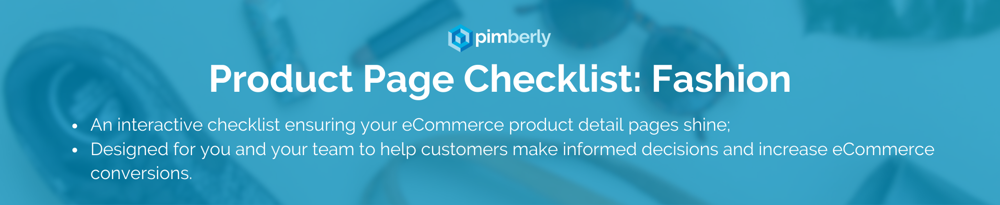 pimberly
Product Page Checklist: Fashion
• An interactive checklist ensuring your eCommerce product detail pages shine;
• Designed for you and your team to help customers make informed decisions and increase eCommerce
conversions.